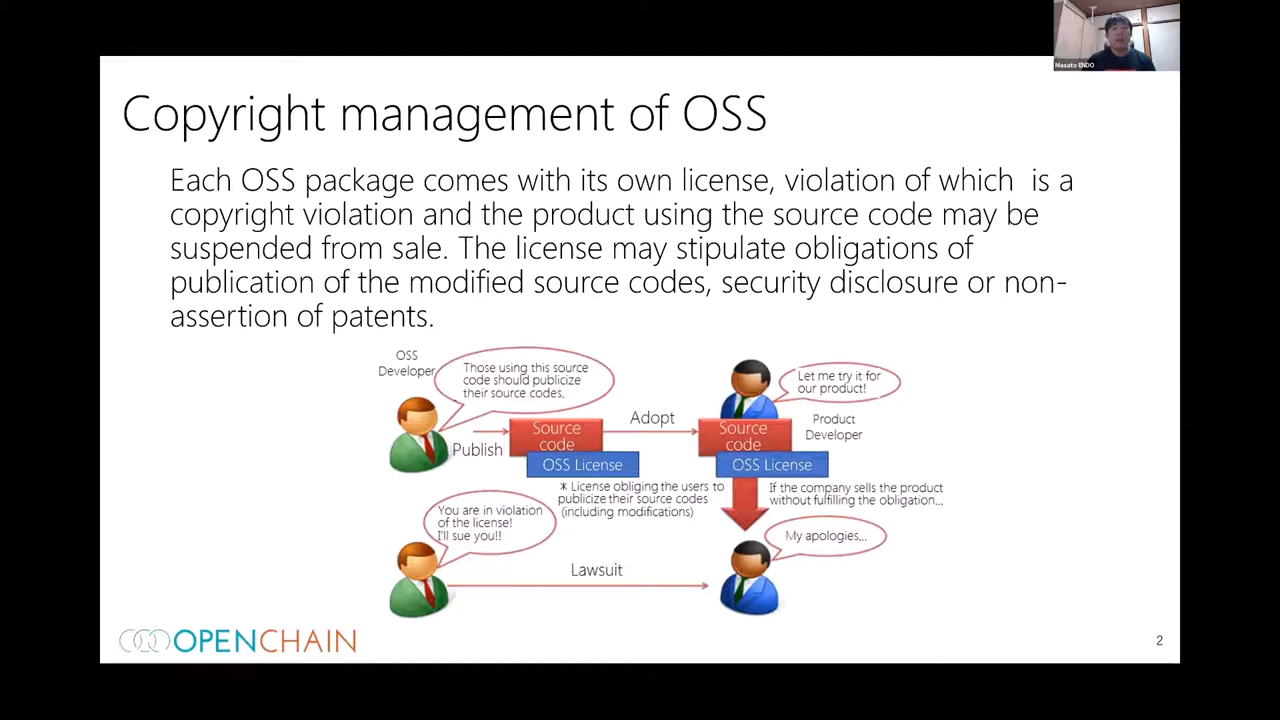 Masato ENDO
Copyright management of OSS
Each OSS package comes with its own license, violation of which is a
copyright violation and the product using the source code may be
suspended from sale. The license may stipulate obligations of
publication of the modified source codes, security disclosure or non-
assertion of patents.
OSS
Developer
Those using this source
code should publicize
their source codes.
Let me try it for
our product!
Publish
Source
code
OSS License
Adopt
Source
code
OSS License
Product
Developer
* License obliging the users to
publicize their source codes
(including modifications)
If the company sells the product
without fulfilling the obligation...
You are in violation
of the license!
I'll sue you!!
My apologies...
Lawsuit
OPENCHAIN
2